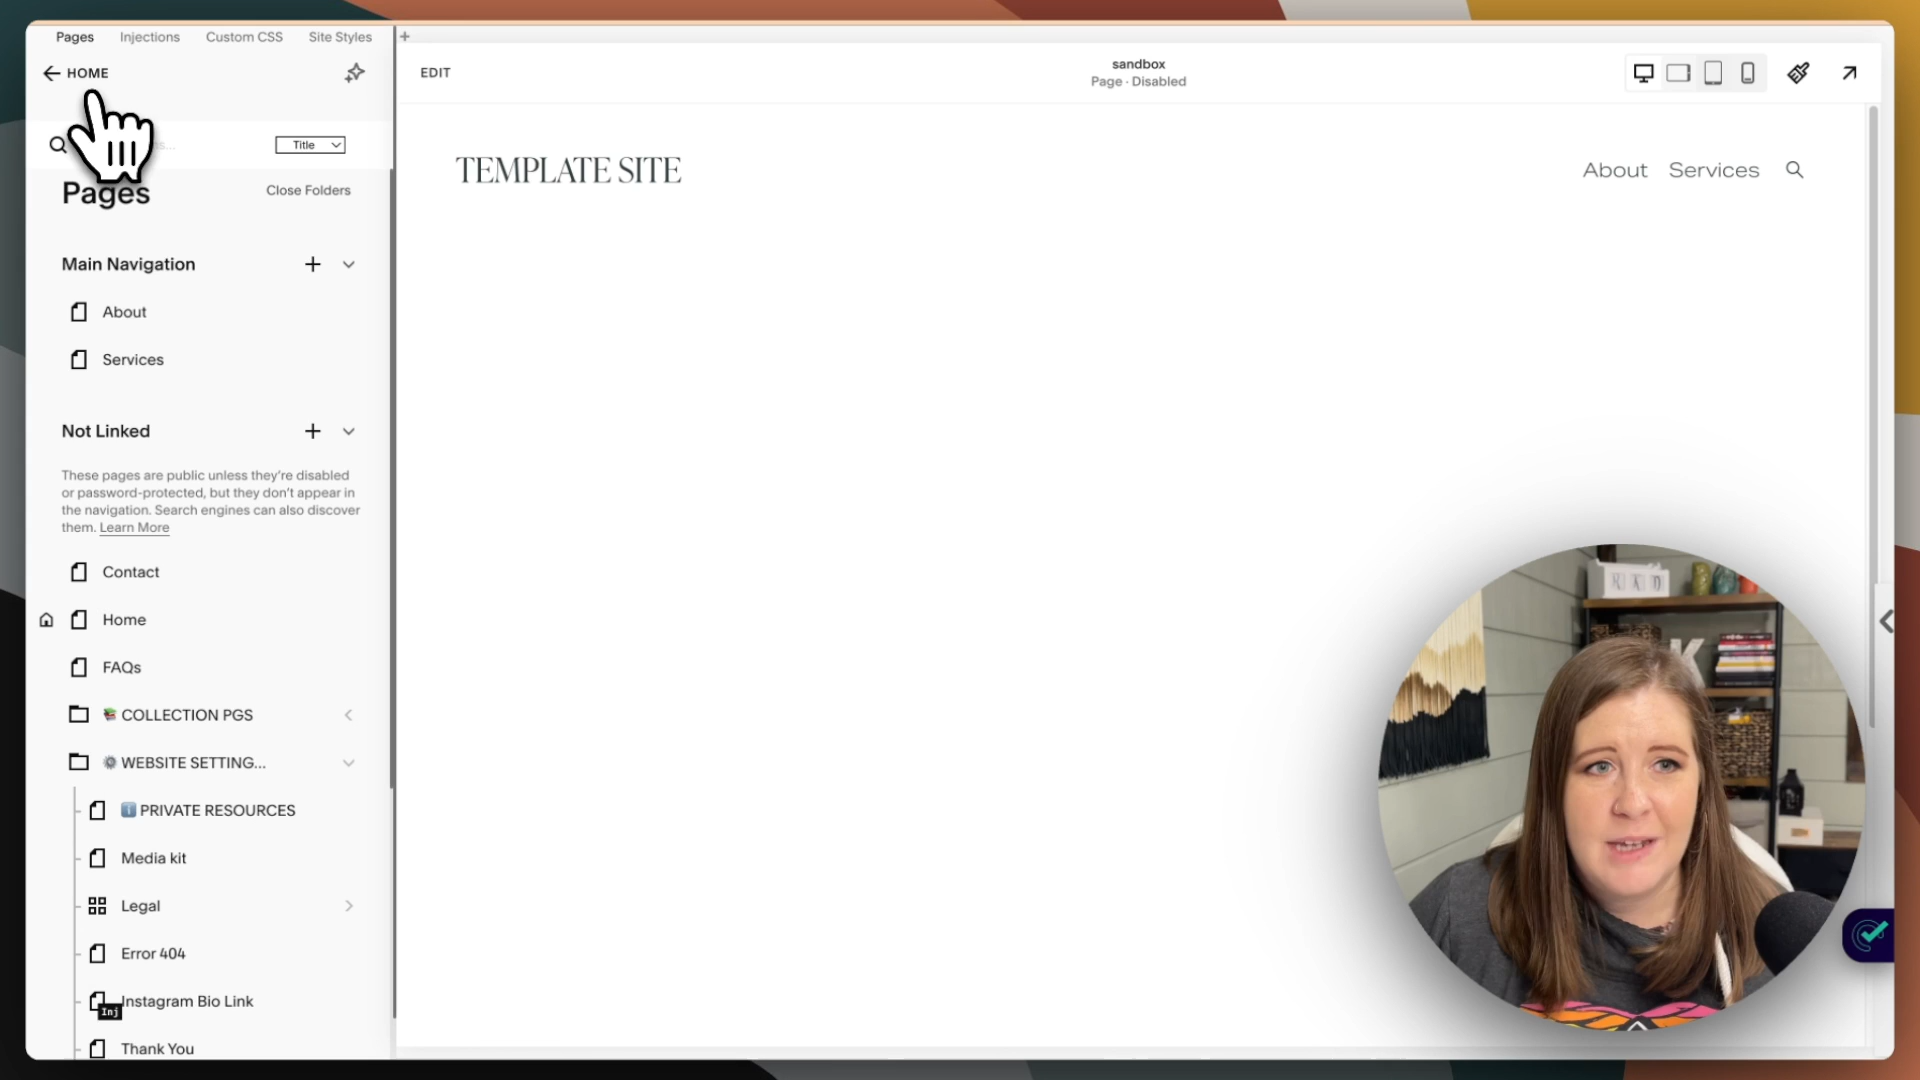 Pages Injections Custom CSS Site Styles +
HOME
EDIT
sandbox
Page · Disabled
Title
Pages
Close Folders
TEMPLATE SITE
About Services
Main Navigation
About
Services
Not Linked
These pages are public unless they're disabled
or password-protected, but they don't appear in
the navigation. Search engines can also discover
them. Learn More
Contact
Home
FAQs
COLLECTION PGS
WEBSITE SETTING...
PRIVATE RESOURCES
Media kit
Legal
Error 404
Instagram Bio Link
Inj
Thank You
K A D
K